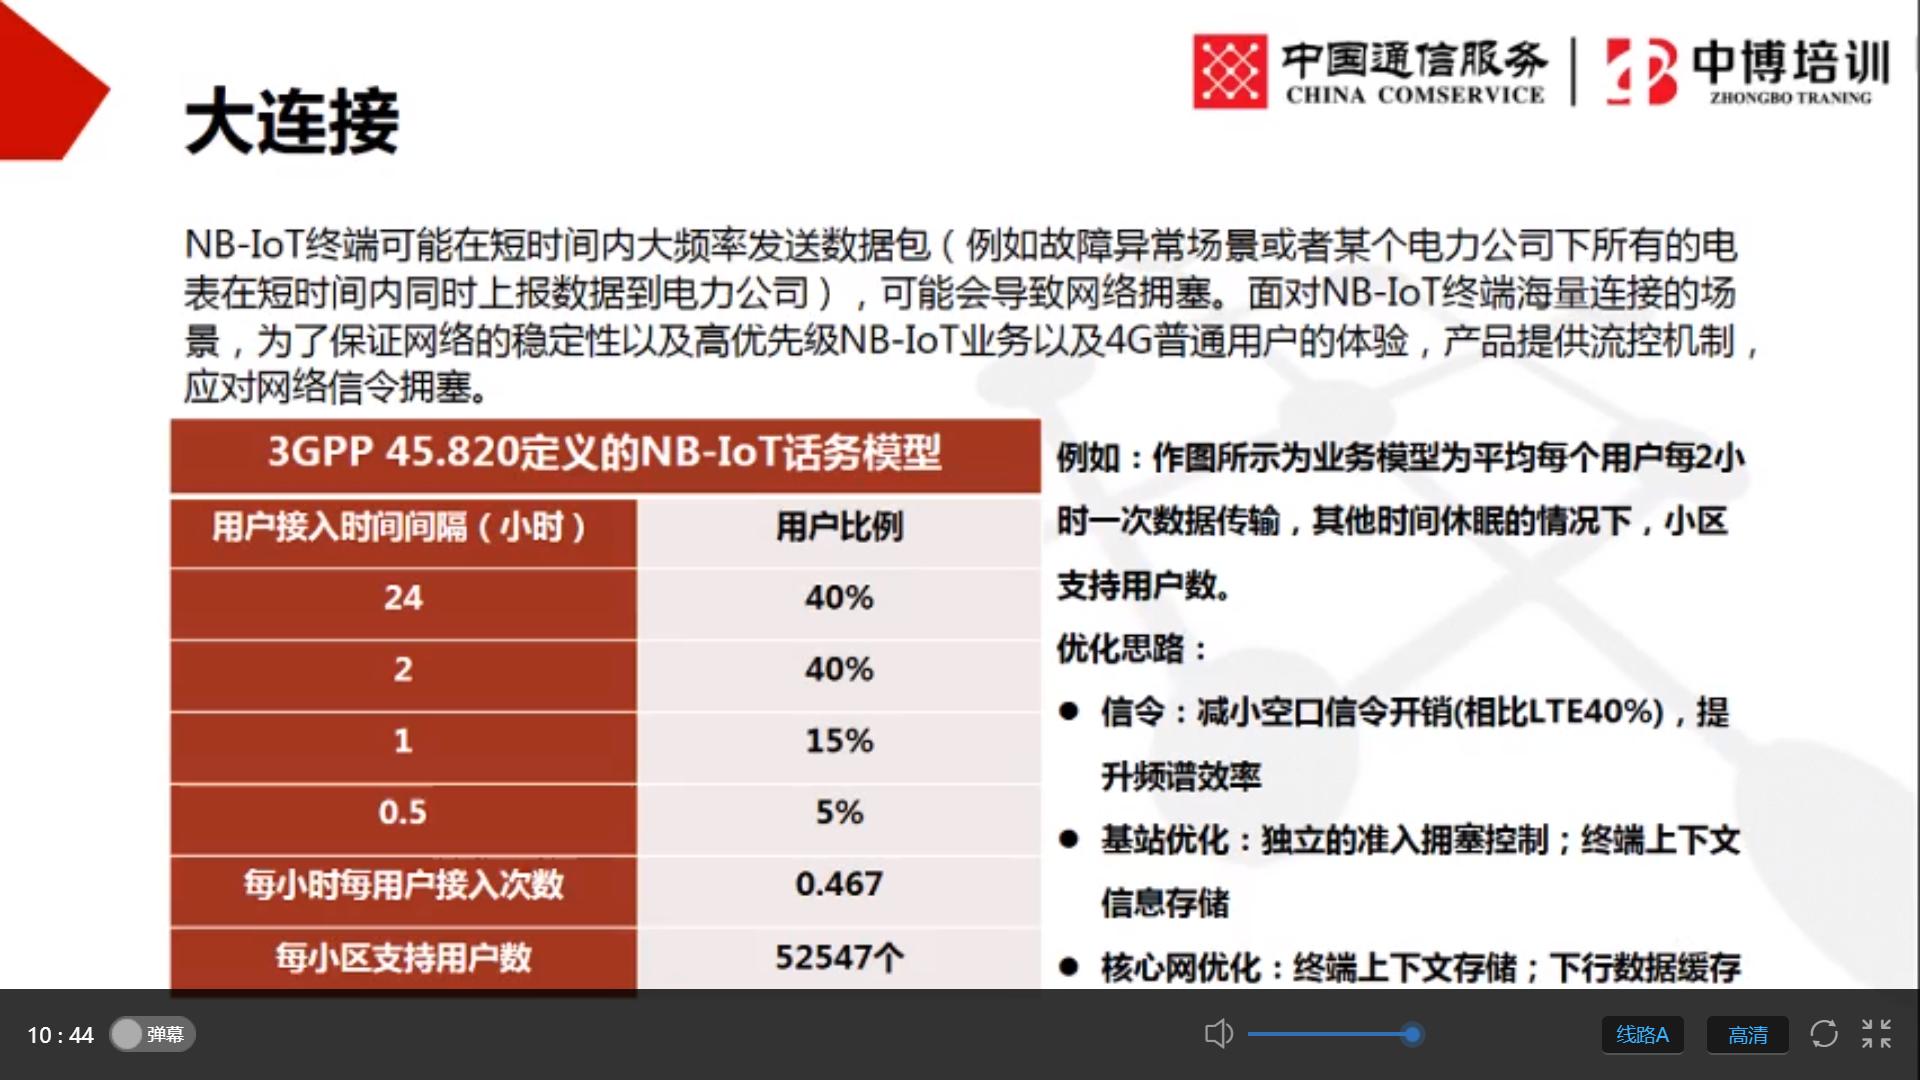 中国通信服务
CHINA COMSERVICE
中博培训
ZHONGBO TRANING
大连接
NB-IoT终端可能在短时间内大频率发送数据包（例如故障异常场景或者某个电力公司下所有的电
表在短时间内同时上报数据到电力公司），可能会导致网络拥塞。面对NB-IoT终端海量连接的场
景，为了保证网络的稳定性以及高优先级NB-IoT业务以及4G普通用户的体验，产品提供流控机制，
应对网络信令拥塞。
3GPP 45.820定义的NB-IoT话务模型
用户接入时间间隔（小时） 用户比例
24 40%
2 40%
1 15%
0.5 5%
每小时每用户接入次数 0.467
每小区支持用户数 52547个
例如：作图所示为业务模型为平均每个用户每2小
时一次数据传输，其他时间休眠的情况下，小区
支持用户数。
优化思路：
● 信令：减小空口信令开销(相比LTE40%)，提
升频谱效率
● 基站优化：独立的准入拥塞控制；终端上下文
信息存储
● 核心网优化：终端上下文存储；下行数据缓存
10 : 44 弹幕 线路A 高清